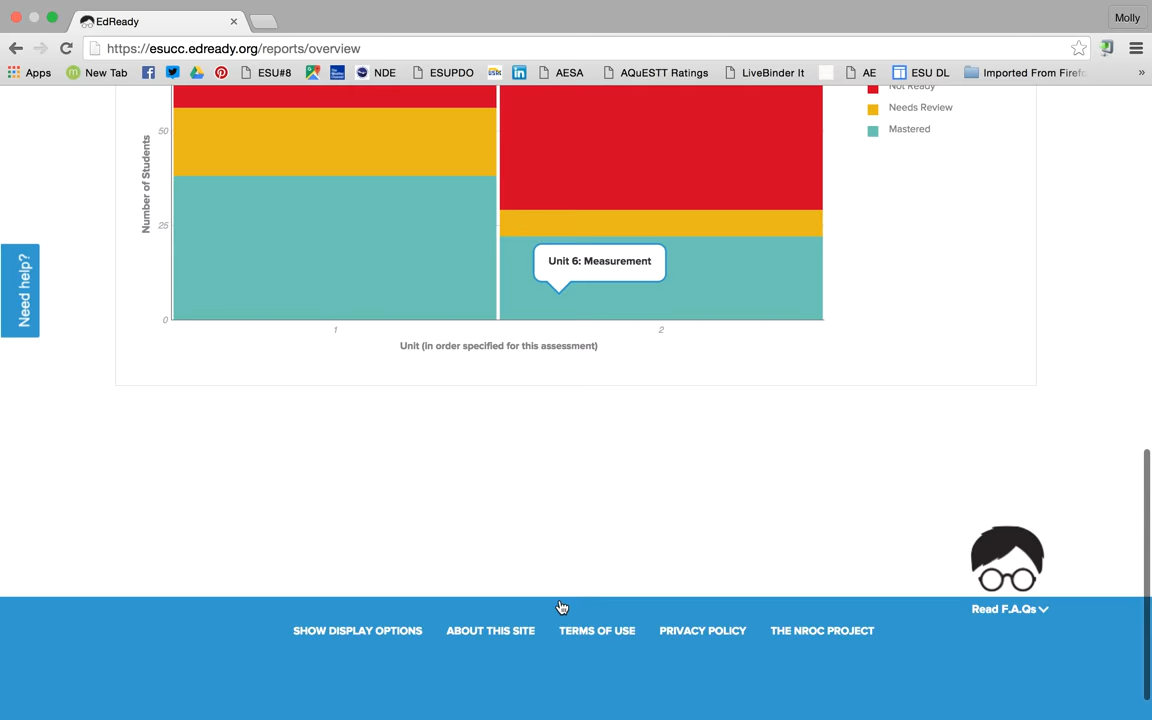 EdReady
Molly
https://esucc.edready.org/reports/overview
Apps
New Tab
ESU#8
NDE
ESUPDO
AESA
AQuESTT Ratings
LiveBinder It
AE
ESU DL
Imported From Firefo
»
Not Ready
Needs Review
Mastered
Number of Students
50
25
0
Unit 6: Measurement
1
2
Unit (in order specified for this assessment)
Need help?
Read F.A.Qs
SHOW DISPLAY OPTIONS
ABOUT THIS SITE
TERMS OF USE
PRIVACY POLICY
THE NROC PROJECT